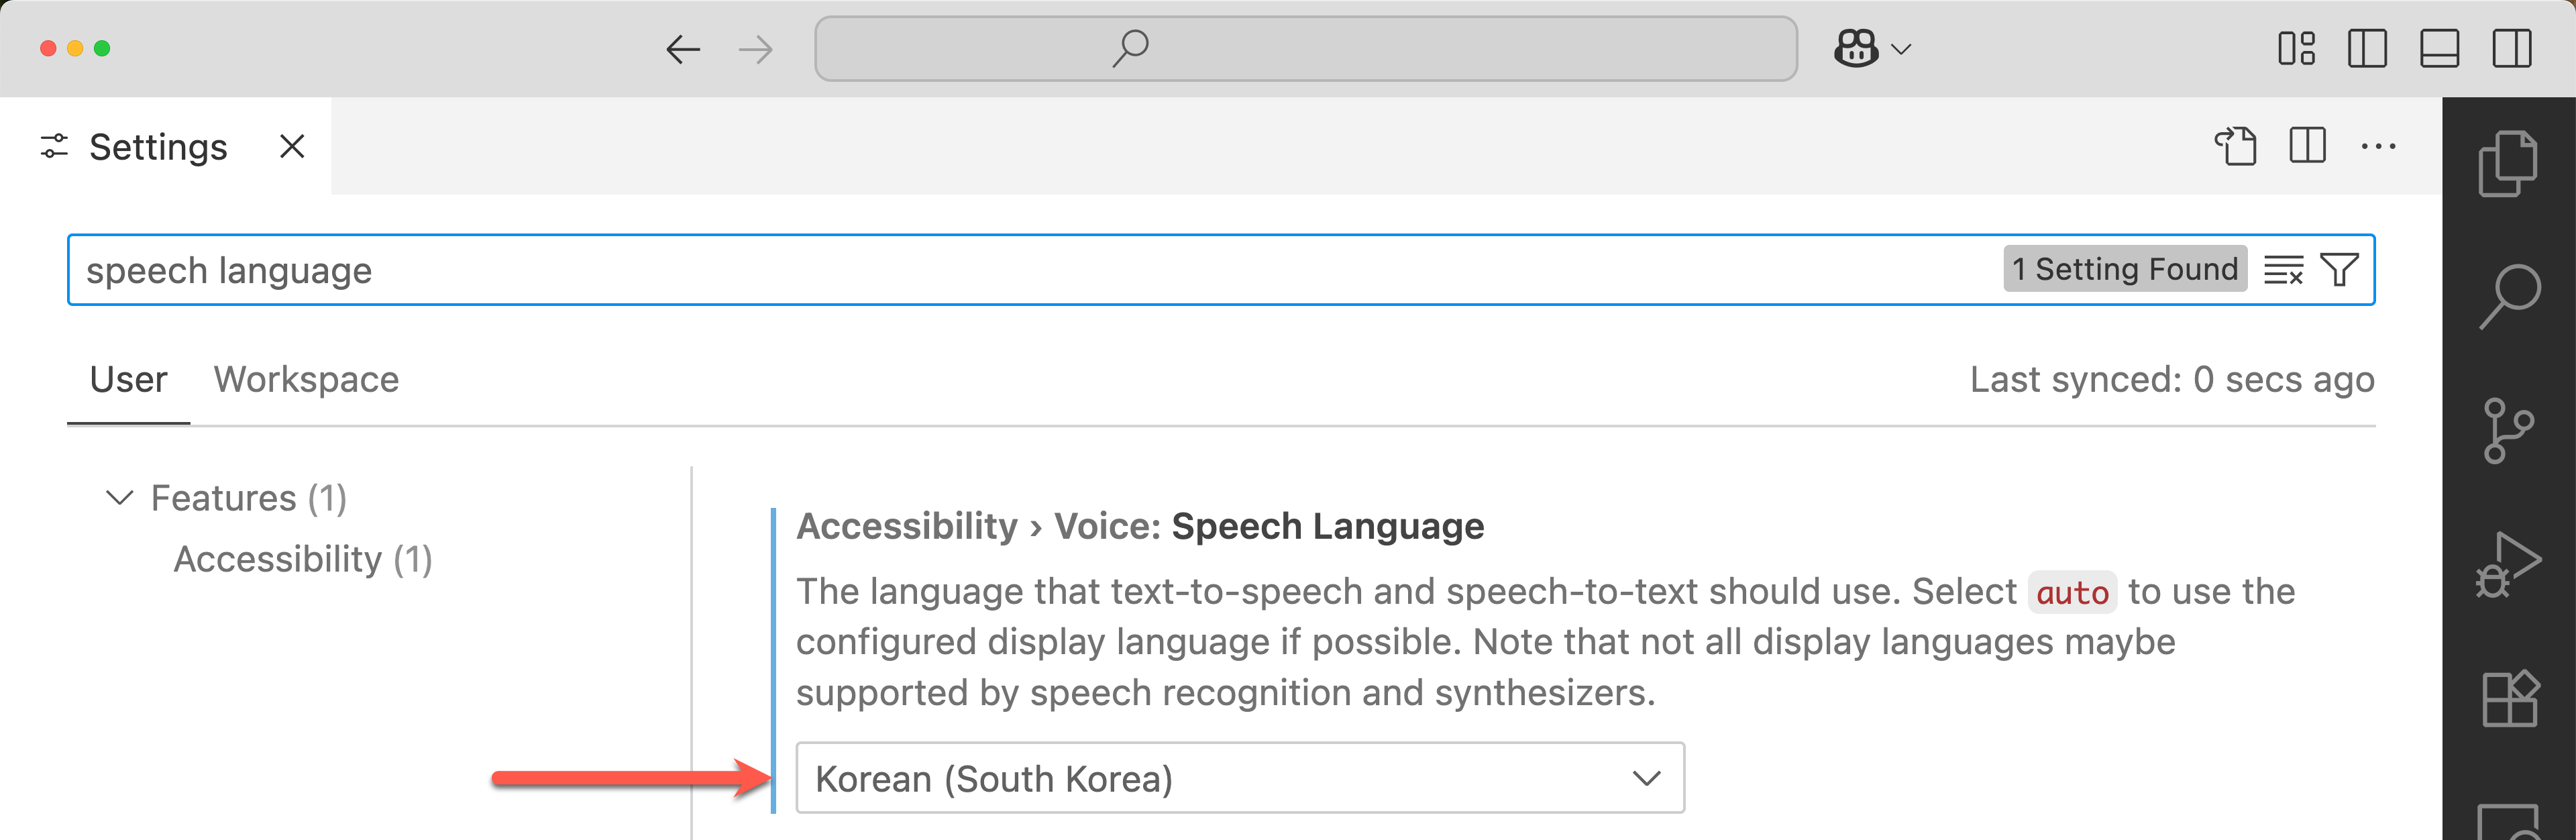 Settings
speech language
1 Setting Found
User
Workspace
Last synced: 0 secs ago
Features (1)
Accessibility (1)
Accessibility › Voice: Speech Language
The language that text-to-speech and speech-to-text should use. Select auto to use the
configured display language if possible. Note that not all display languages maybe
supported by speech recognition and synthesizers.
Korean (South Korea)